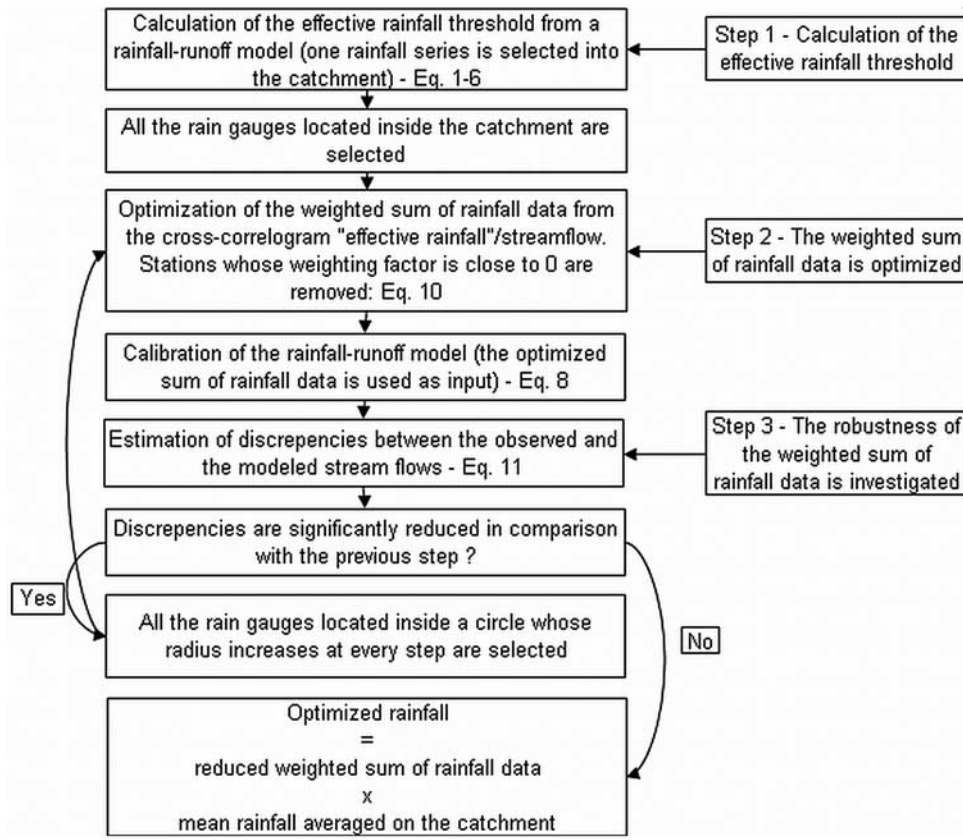 Calculation of the effective rainfall threshold from a
rainfall-runoff model (one rainfall series is selected into
the catchment) - Eq. 1-6
Step 1 - Calculation of the
effective rainfall threshold
All the rain gauges located inside the catchment are
selected
Optimization of the weighted sum of rainfall data from
the cross-correlogram "effective rainfall"/streamflow.
Stations whose weighting factor is close to 0 are
removed: Eq. 10
Step 2 - The weighted sum
of rainfall data is optimized
Calibration of the rainfall-runoff model (the optimized
sum of rainfall data is used as input) - Eq. 8
Estimation of discrepencies between the observed and
the modeled stream flows - Eq. 11
Step 3 - The robustness of
the weighted sum of
rainfall data is investigated
Discrepencies are significantly reduced in comparison
with the previous step ?
Yes
All the rain gauges located inside a circle whose
radius increases at every step are selected
No
Optimized rainfall
=
reduced weighted sum of rainfall data
x
mean rainfall averaged on the catchment